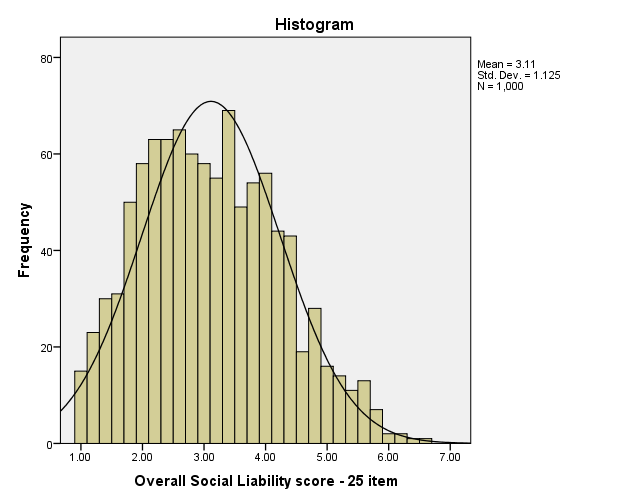 Histogram
Mean = 3.11
Std. Dev. = 1.125
N = 1,000
80
60
40
20
0
Frequency
1.00 2.00 3.00 4.00 5.00 6.00 7.00
Overall Social Liability score - 25 item